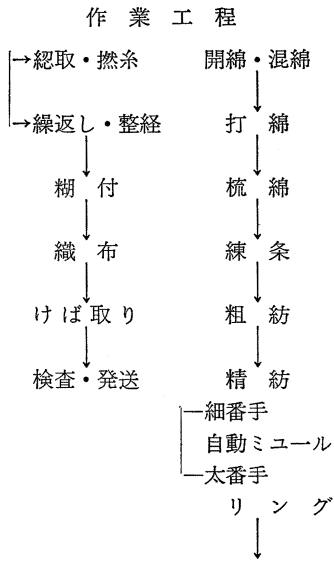 作業工程
開綿・混綿
打綿
梳綿
練条
粗紡
精紡
細番手
自動ミユール
太番手
リング
綛取・撚糸
繰返し・整経
糊付
織布
けば取り
検査・発送